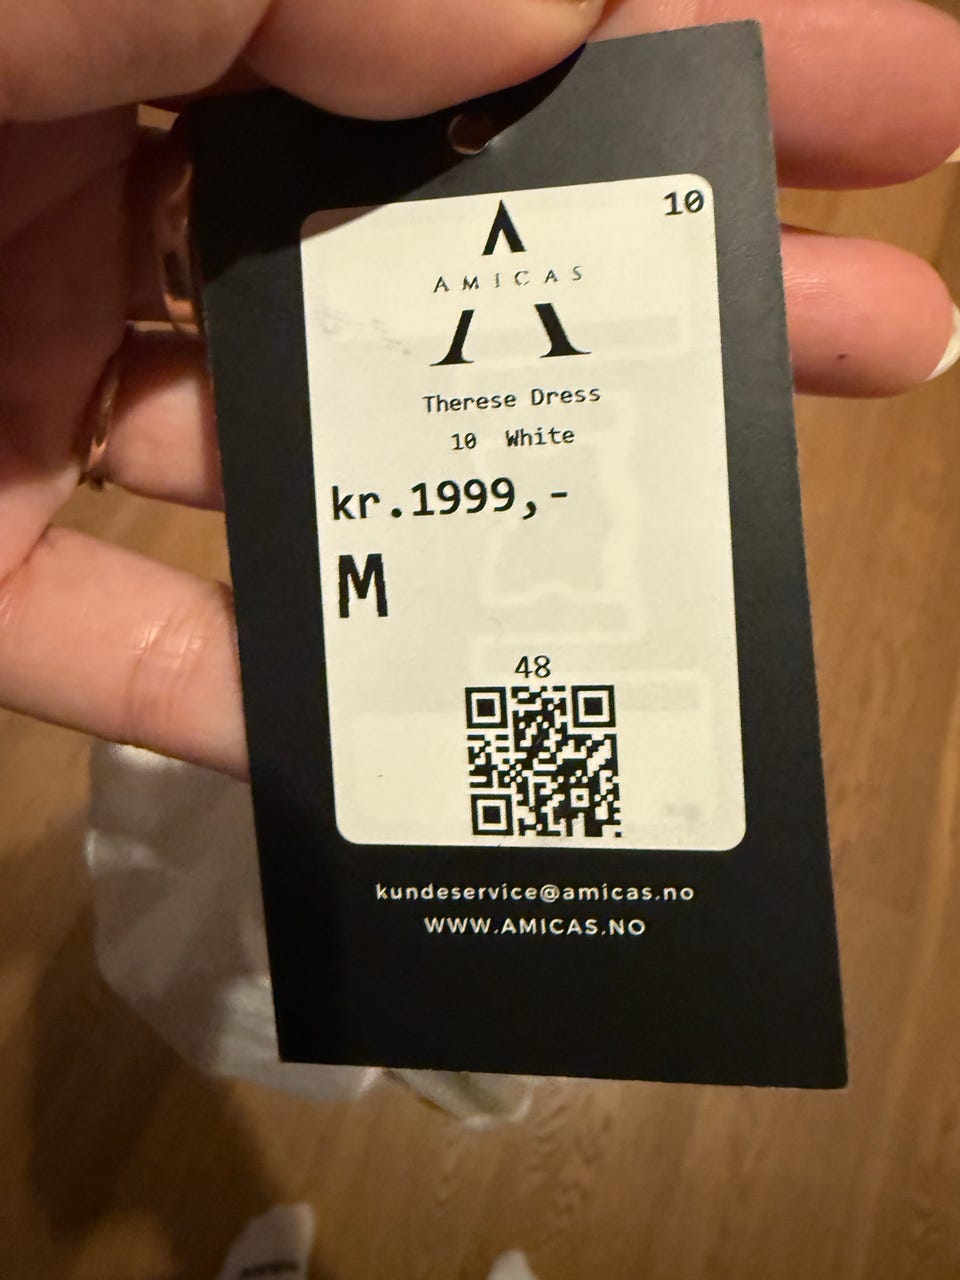 10
AMICAS
Therese Dress
10 White
kr.1999,-
M
48
kundeservice@amicas.no
WWW.AMICAS.NO